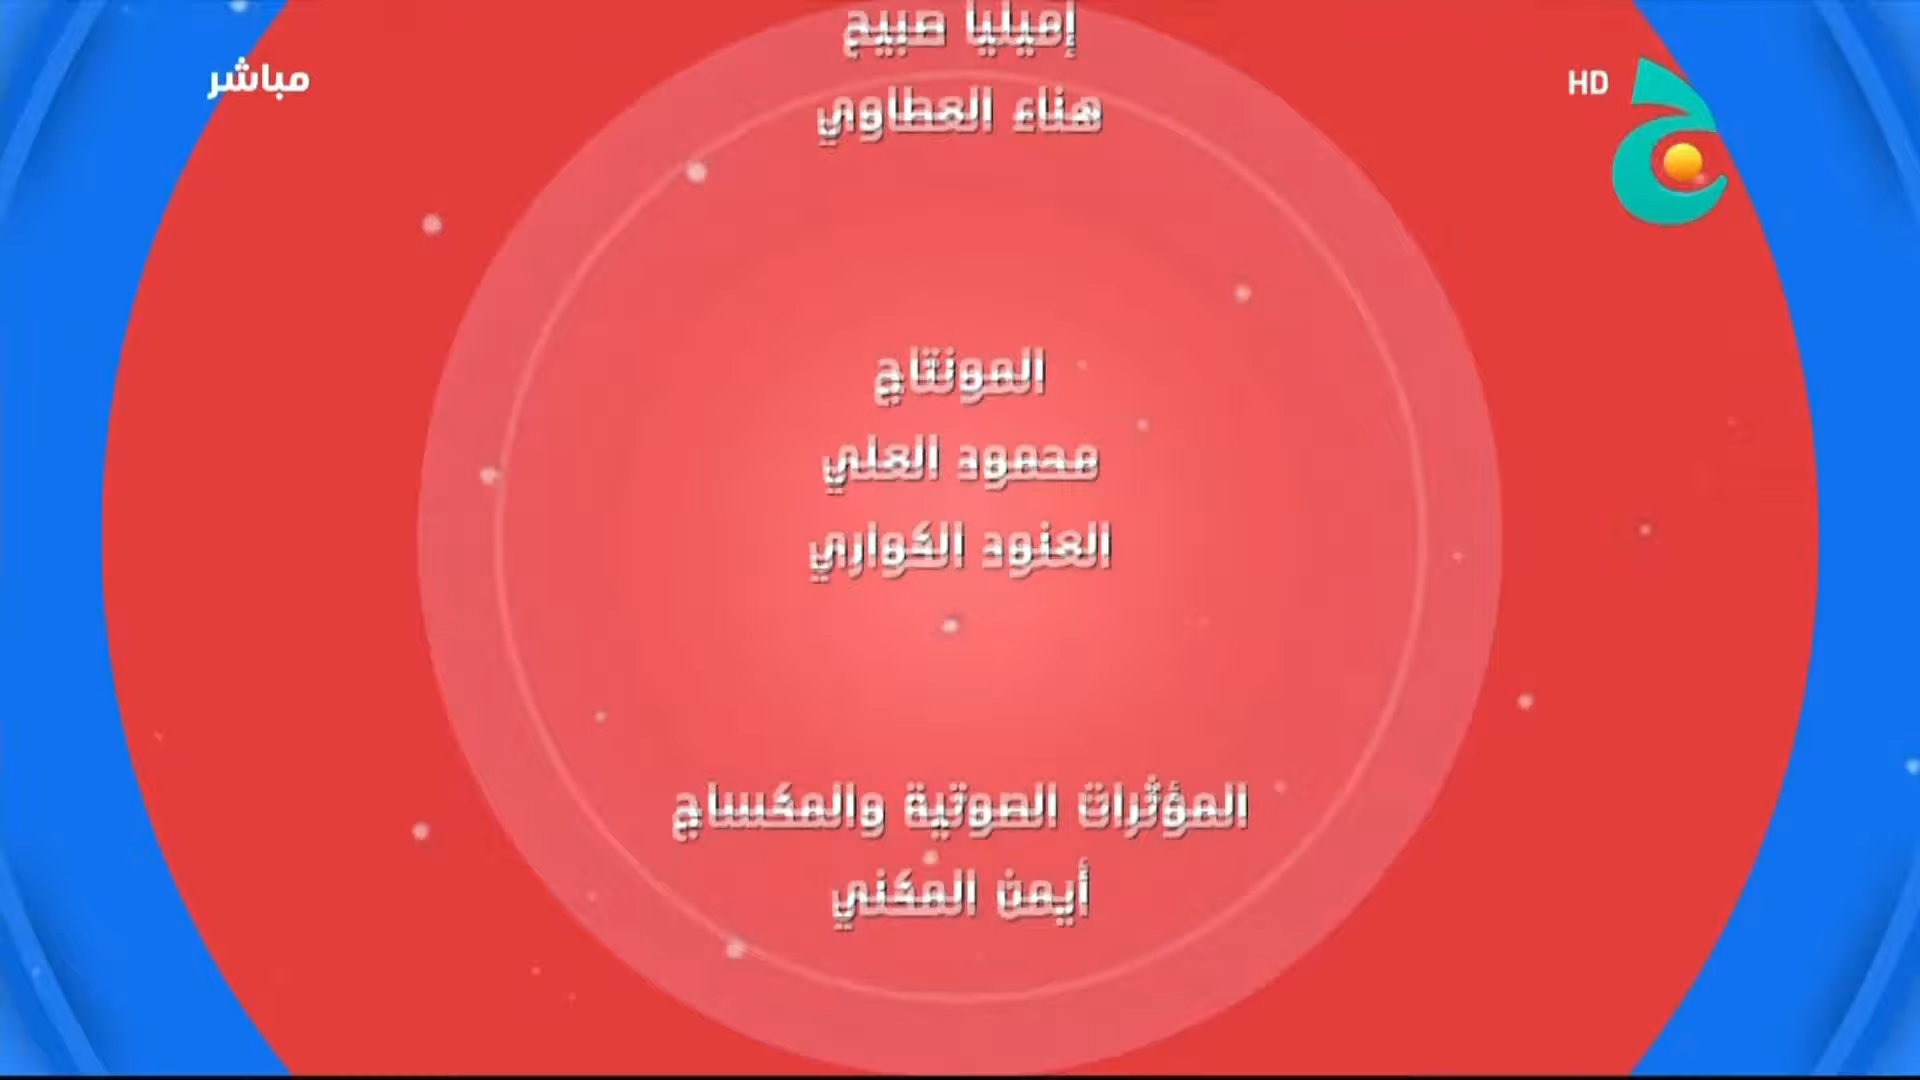 إميليا صبيح
هناء العطاوي
مباشر
HD
المونتاج
محمود العلي
العنود الكواري
المؤثرات الصوتية والمكساج
أيمن المكني